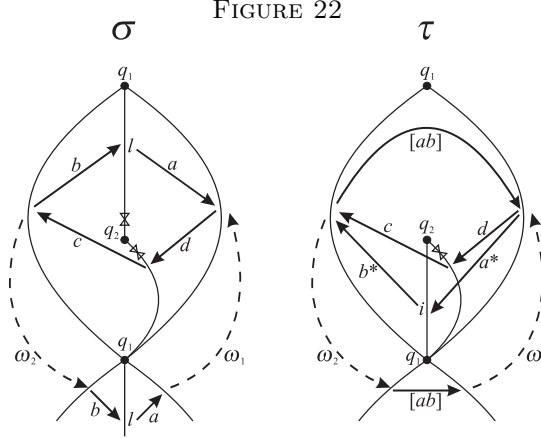 FIGURE 22
σ τ
q₁ q₁
[ab]
b l a
q₂ q₂
c d c d
b* a*
i
q₁ q₁
ω₂ ω₁ ω₂ ω
b l a [ab]